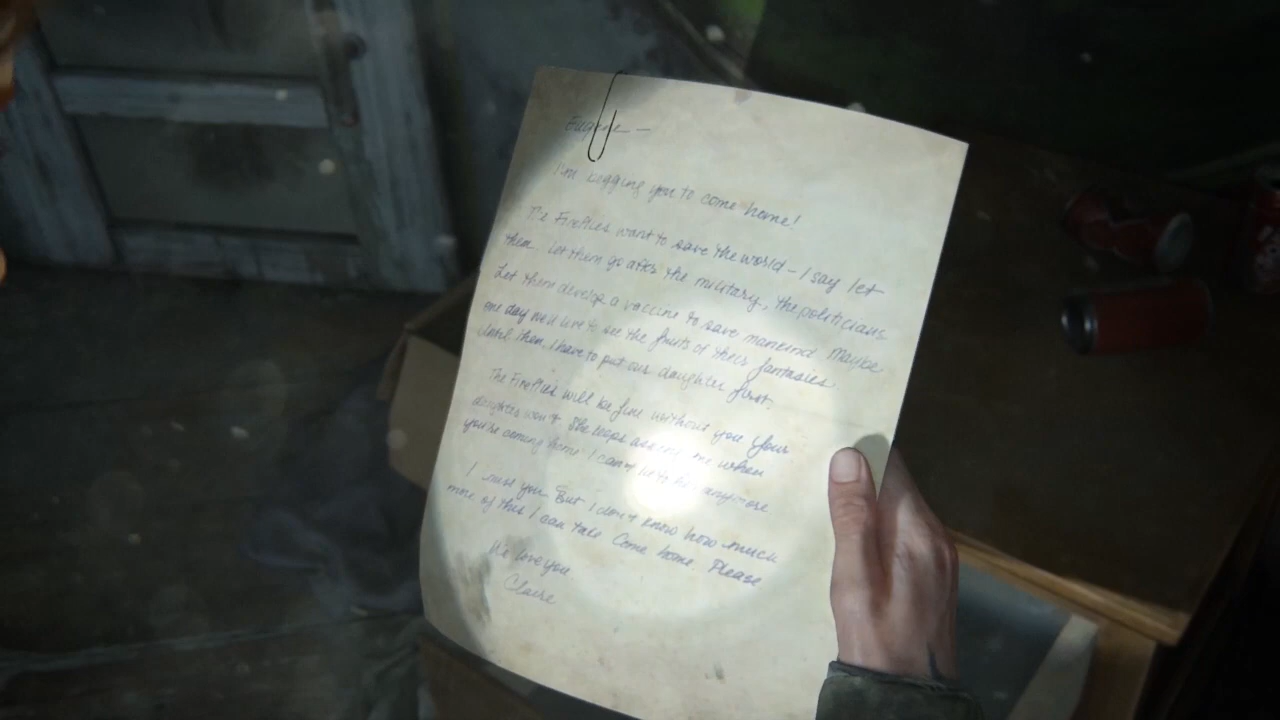 Eugene —
I'm begging you to come home!
The Fireflies want to save the world – I say let
them. Let them go after the military, the politicians.
Let them develop a vaccine to save mankind. Maybe
one day we'll live to see the fruits of their fantasies.
Until then, I have to put our daughter first.
The Fireflies will be fine without you. Your
daughter won't. She keeps asking me when
you're coming home. I can't lie to her anymore.
I miss you. But I don't know how much
more of this I can take. Come home. Please
We love you
Claire